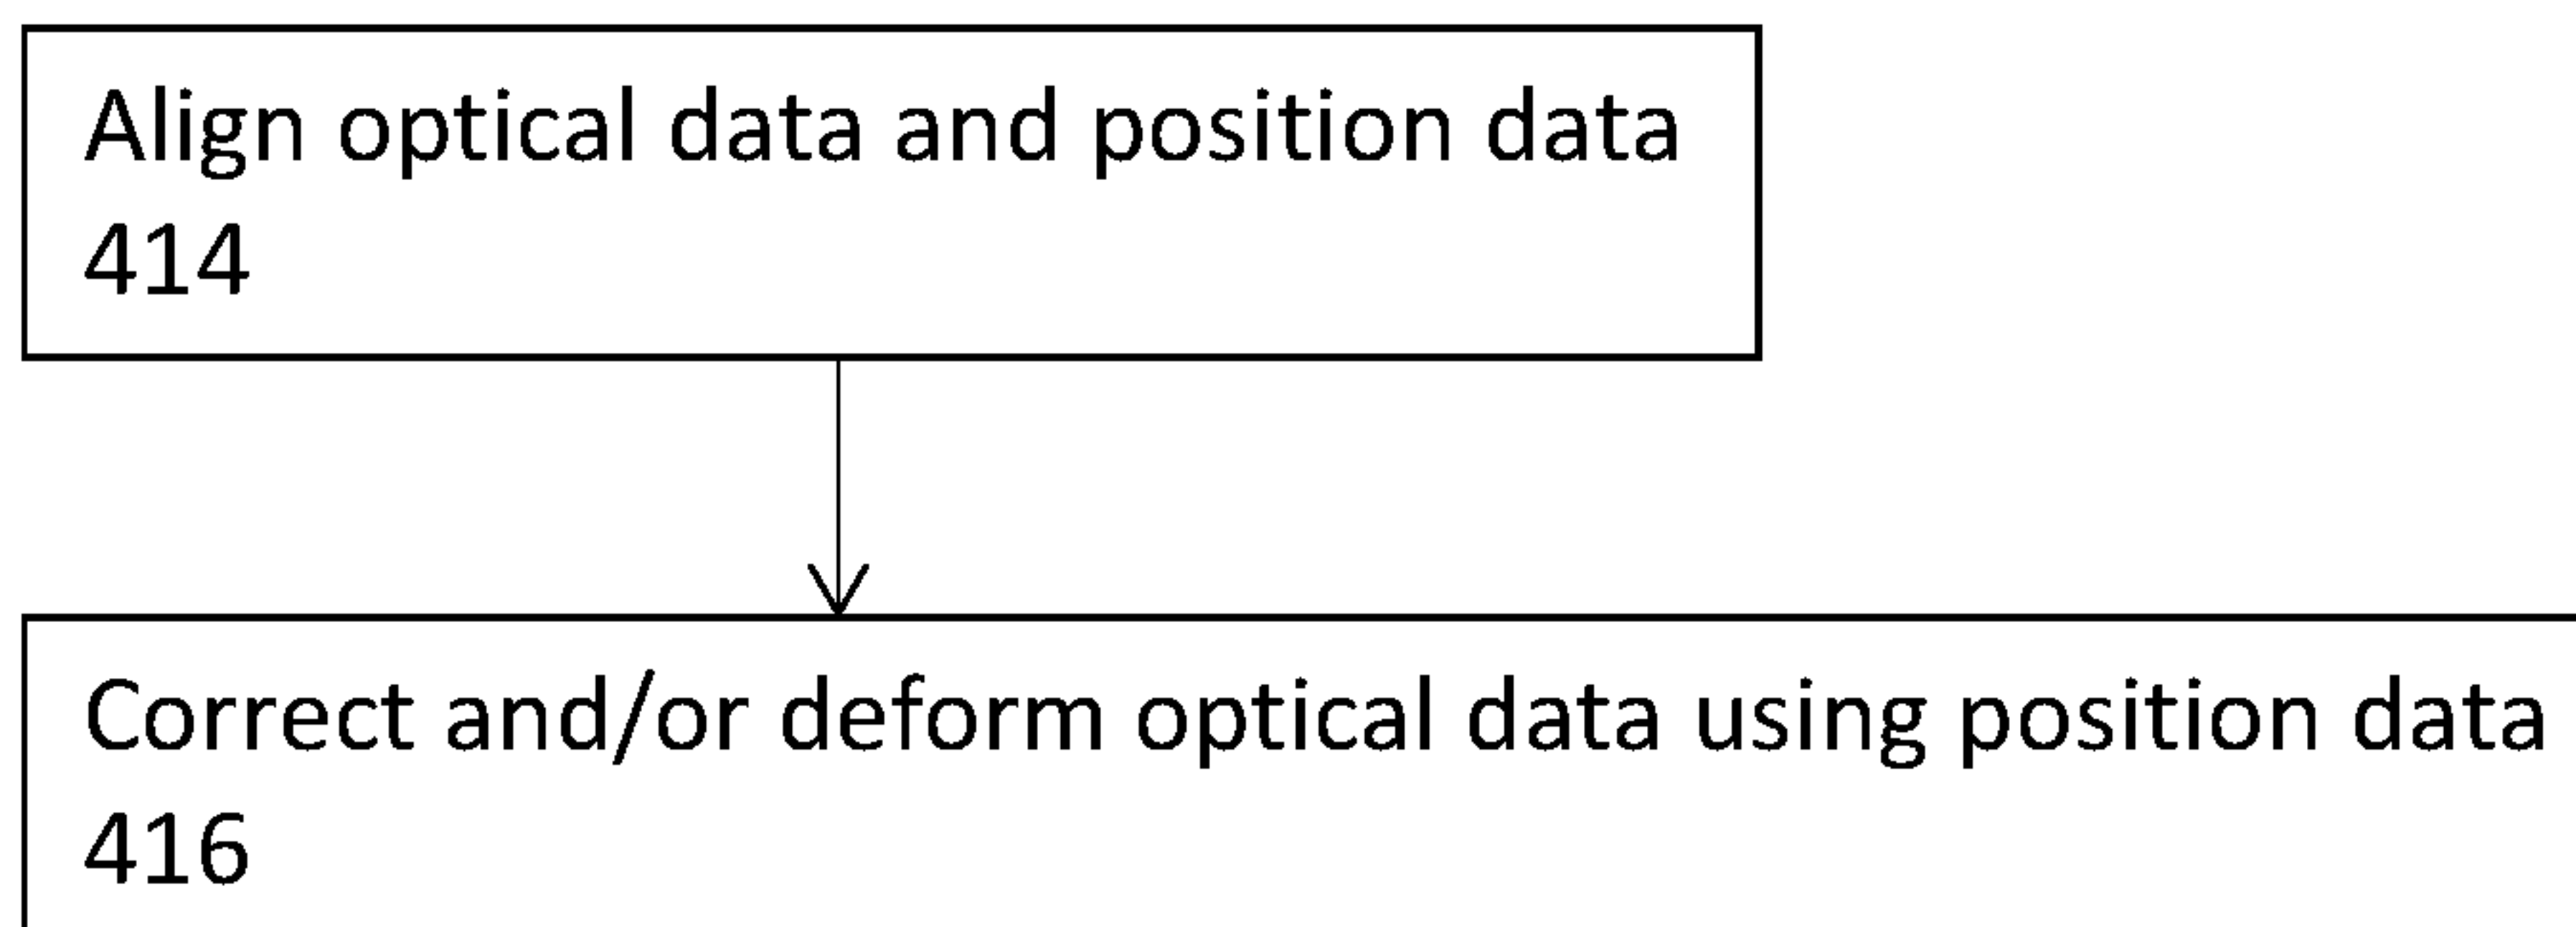 Align optical data and position data
414
Correct and/or deform optical data using position data
416